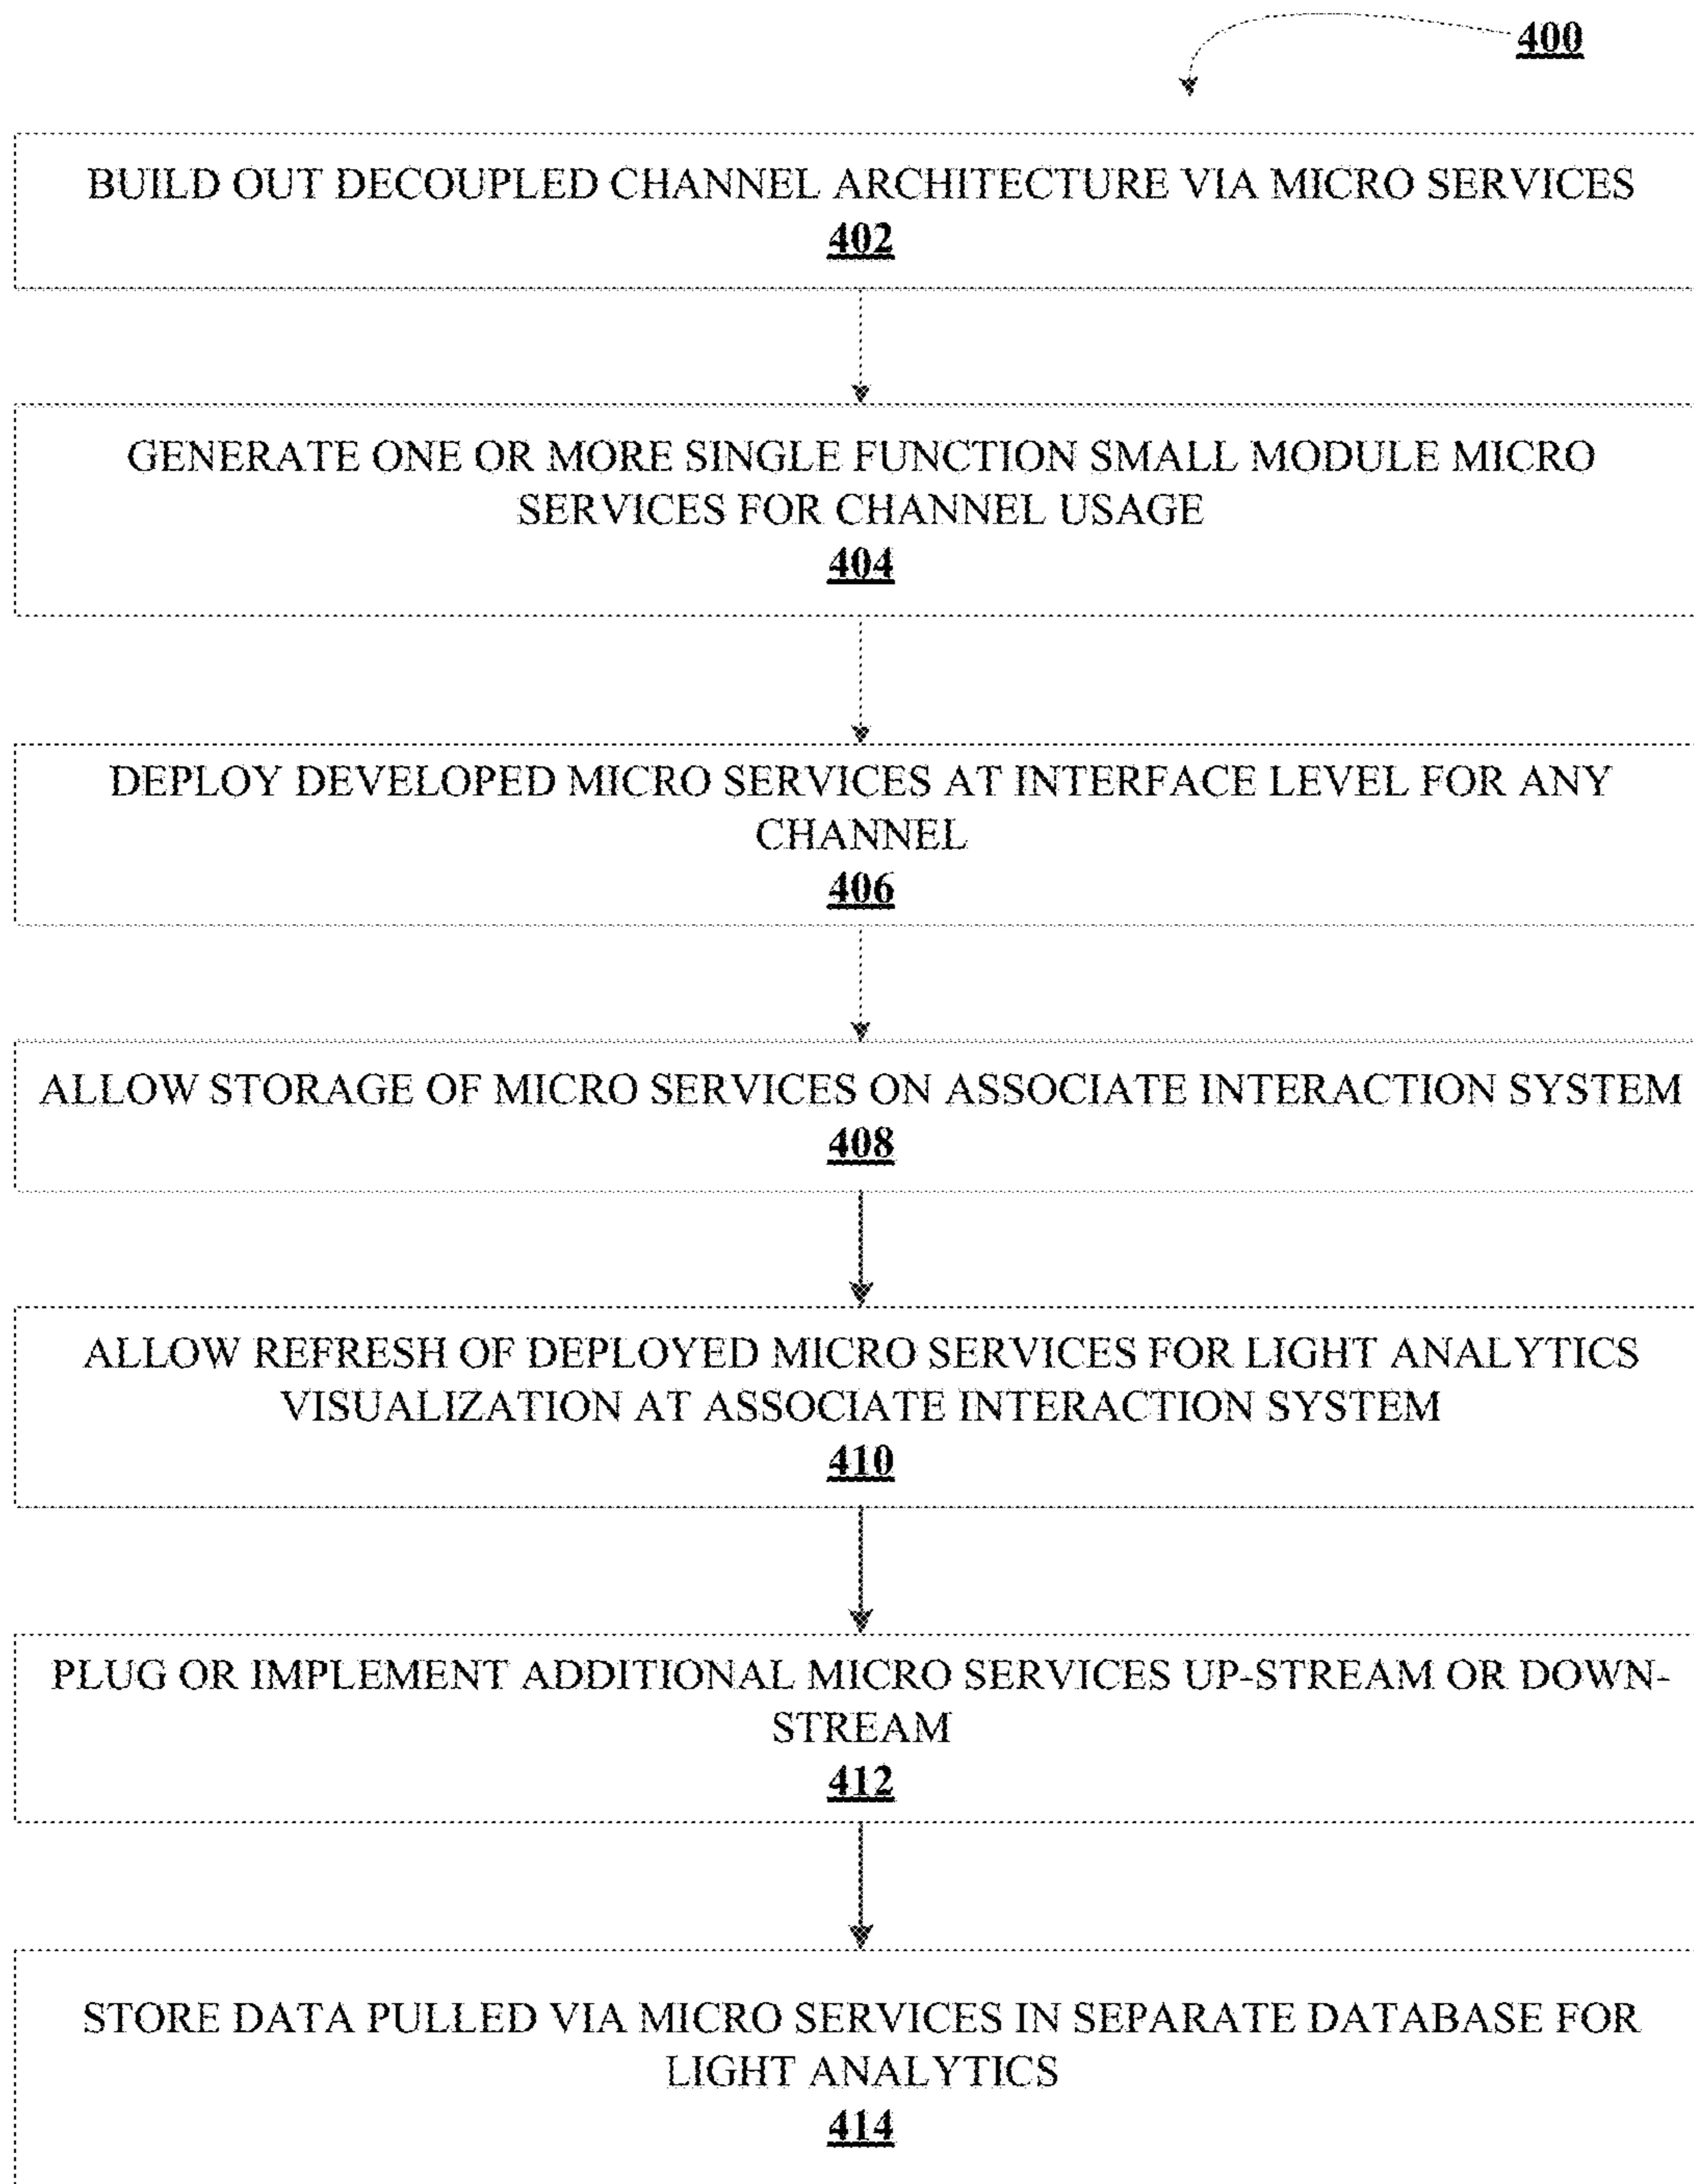 400
BUILD OUT DECOUPLED CHANNEL ARCHITECTURE VIA MICRO SERVICES
402
GENERATE ONE OR MORE SINGLE FUNCTION SMALL MODULE MICRO
SERVICES FOR CHANNEL USAGE
404
DEPLOY DEVELOPED MICRO SERVICES AT INTERFACE LEVEL FOR ANY
CHANNEL
406
ALLOW STORAGE OF MICRO SERVICES ON ASSOCIATE INTERACTION SYSTEM
408
ALLOW REFRESH OF DEPLOYED MICRO SERVICES FOR LIGHT ANALYTICS
VISUALIZATION AT ASSOCIATE INTERACTION SYSTEM
410
PLUG OR IMPLEMENT ADDITIONAL MICRO SERVICES UP-STREAM OR DOWN-
STREAM
412
STORE DATA PULLED VIA MICRO SERVICES IN SEPARATE DATABASE FOR
LIGHT ANALYTICS
414